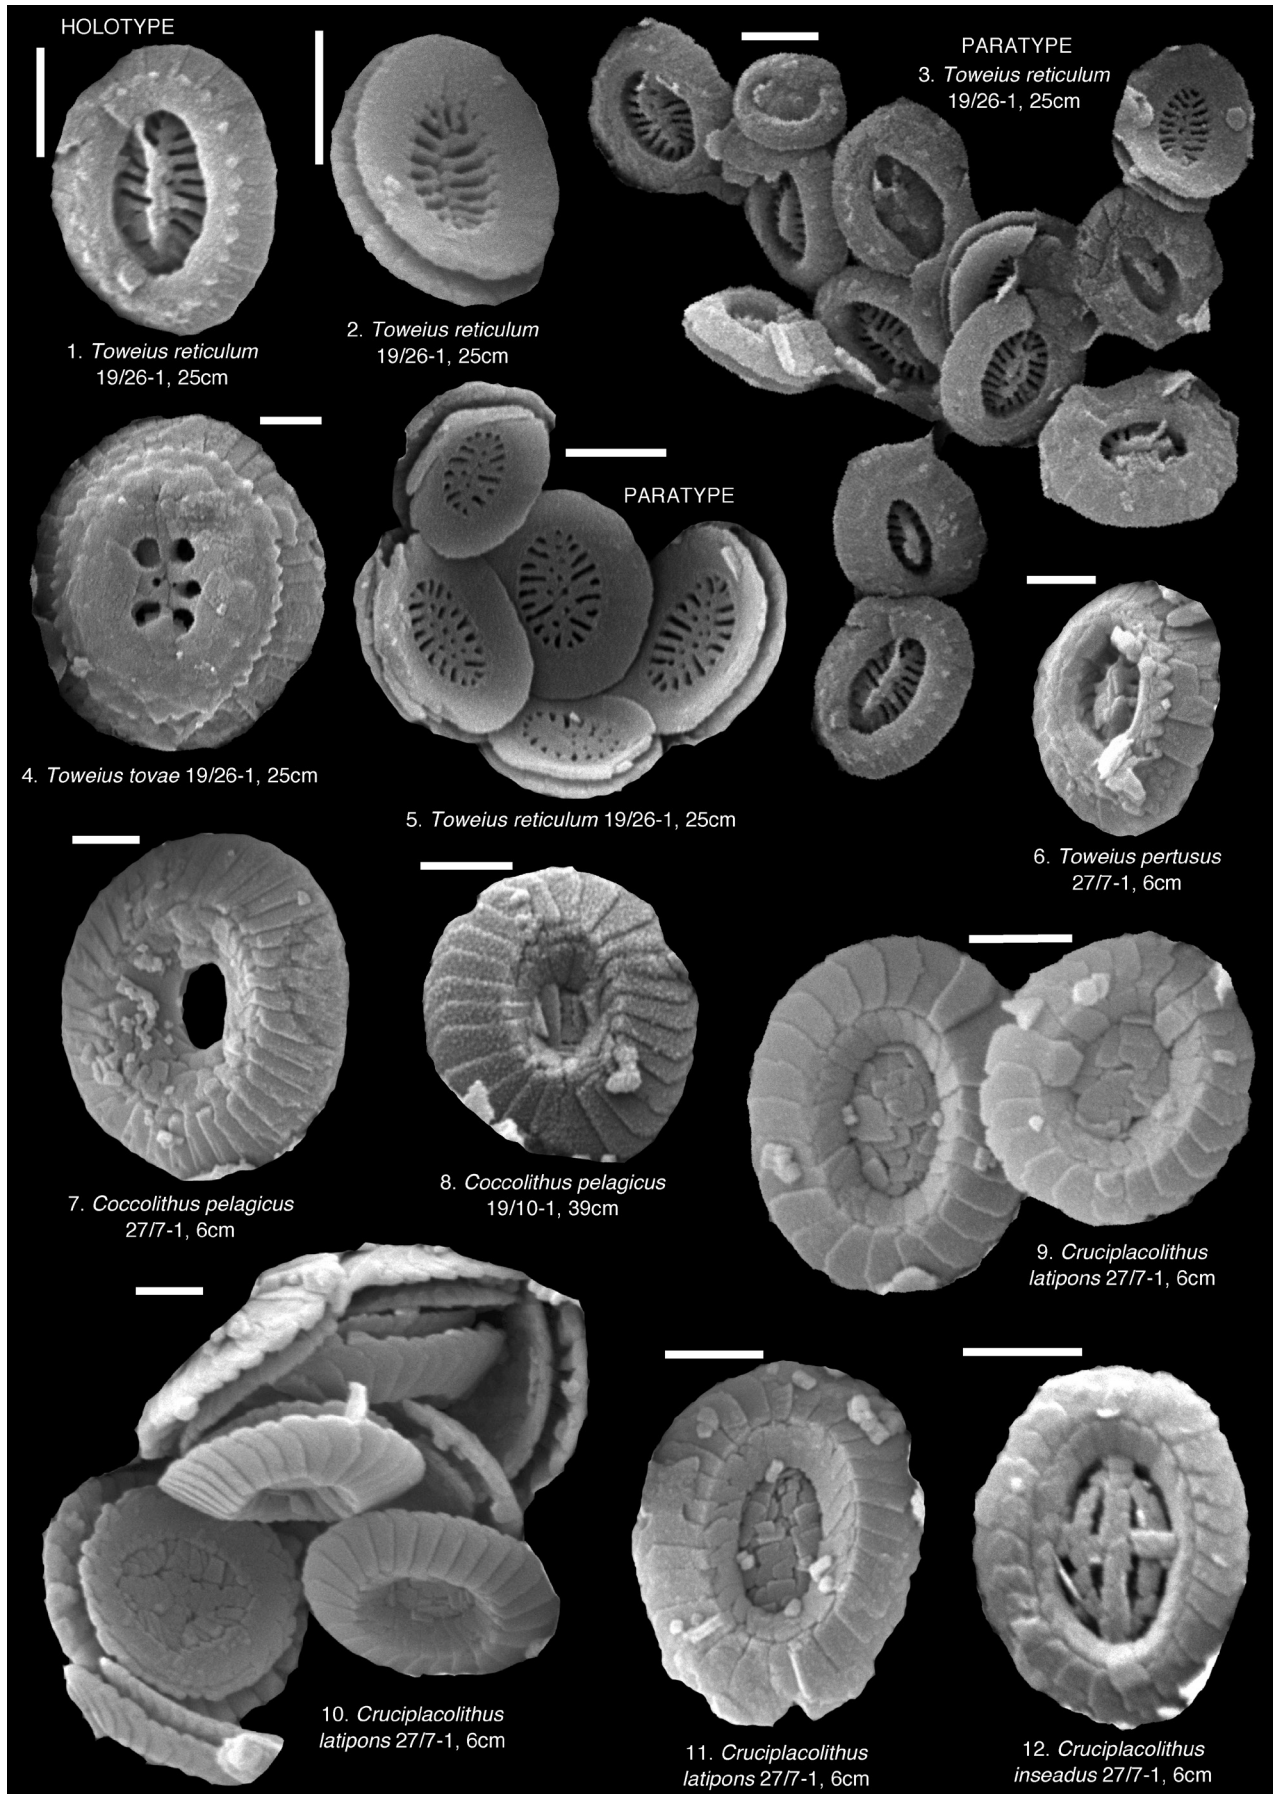 HOLOTYPE
1. Toweius reticulum
19/26-1, 25cm
2. Toweius reticulum
19/26-1, 25cm
PARATYPE
3. Toweius reticulum
19/26-1, 25cm
4. Toweius tovae 19/26-1, 25cm
PARATYPE
5. Toweius reticulum 19/26-1, 25cm
6. Toweius pertusus
27/7-1, 6cm
7. Coccolithus pelagicus
27/7-1, 6cm
8. Coccolithus pelagicus
19/10-1, 39cm
9. Cruciplacolithus
latipons 27/7-1, 6cm
10. Cruciplacolithus
latipons 27/7-1, 6cm
11. Cruciplacolithus
latipons 27/7-1, 6cm
12. Cruciplacolithus
inseadus 27/7-1, 6cm